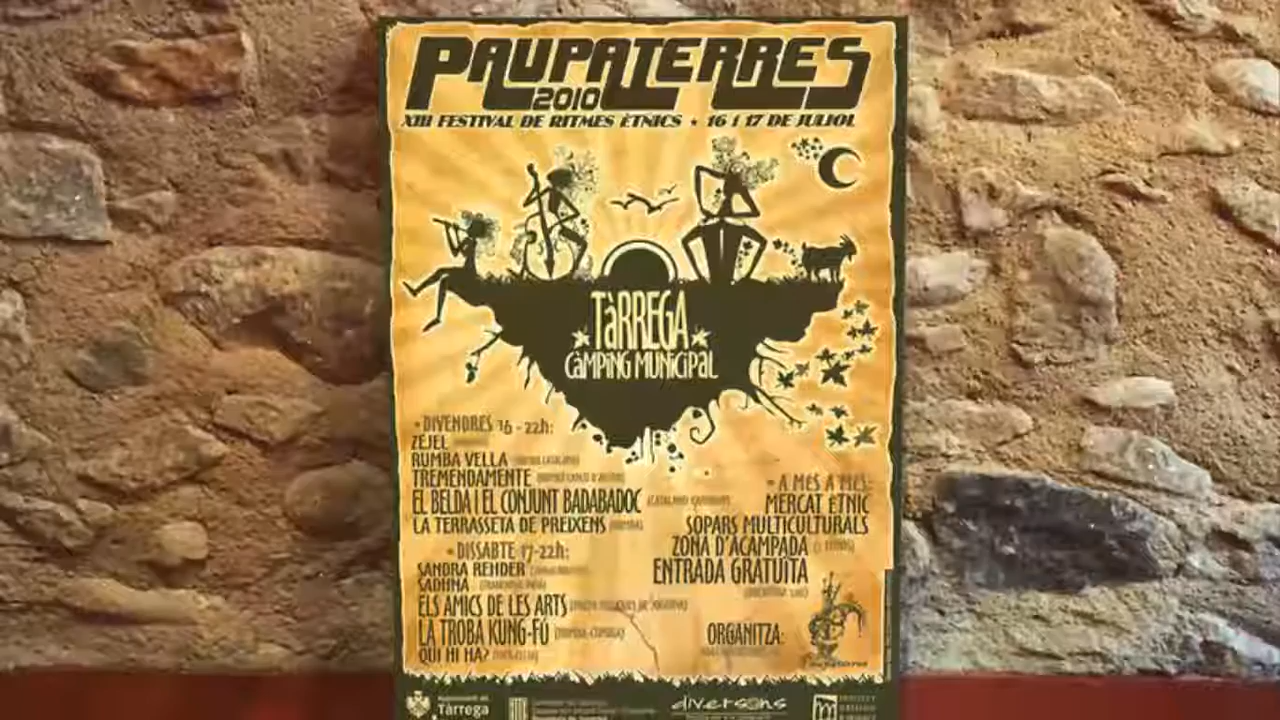 PAUPATERRES
2010
XIII FESTIVAL DE RITMES ÈTNICS ★ 16 I 17 DE JULIOL
TÀRREGA
CÀMPING MUNICIPAL
• DIVENDRES 16 - 22h:
ZÉJEL
RUMBA VELLA
TREMENDAMENTE
EL BELDA I EL CONJUNT BADABADOC
LA TERRASSETA DE PREIXENS
• DISSABTE 17-22h:
SANDRA REHDER
SADHNA
ELS AMICS DE LES ARTS
LA TROBA KUNG-FÚ
QUI HI HA?
• A MÉS A MÉS:
MERCAT ÈTNIC
SOPARS MULTICULTURALS
ZONA D'ACAMPADA
ENTRADA GRATUÏTA
ORGANITZA:
Ajuntament de
Tàrrega
diversons